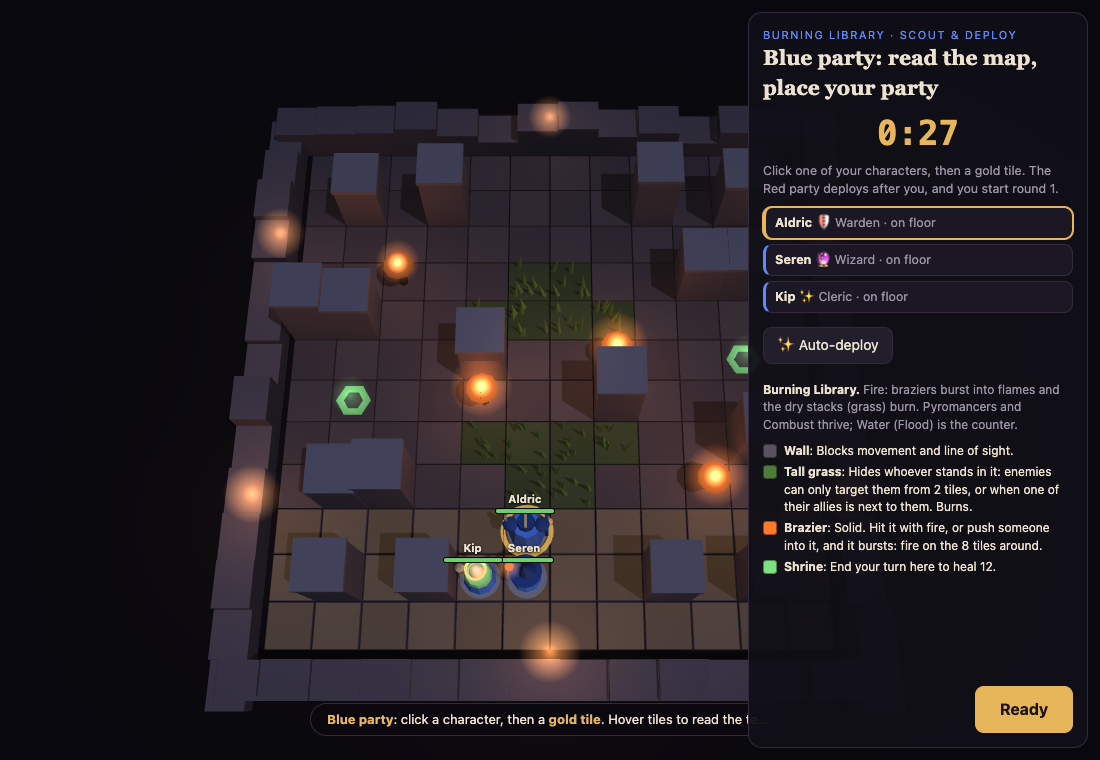 BURNING LIBRARY · SCOUT & DEPLOY
Blue party: read the map,
place your party
0:27
Click one of your characters, then a gold tile. The
Red party deploys after you, and you start round 1.
Aldric Warden · on floor
Seren Wizard · on floor
Kip Cleric · on floor
Auto-deploy
Burning Library. Fire: braziers burst into flames and
the dry stacks (grass) burn. Pyromancers and
Combust thrive; Water (Flood) is the counter.
Wall: Blocks movement and line of sight.
Tall grass: Hides whoever stands in it: enemies
can only target them from 2 tiles, or when one of
their allies is next to them. Burns.
Brazier: Solid. Hit it with fire, or push someone
into it, and it bursts: fire on the 8 tiles around.
Shrine: End your turn here to heal 12.
Ready
Aldric
Kip
Seren
Blue party: click a character, then a gold tile. Hover tiles to read the